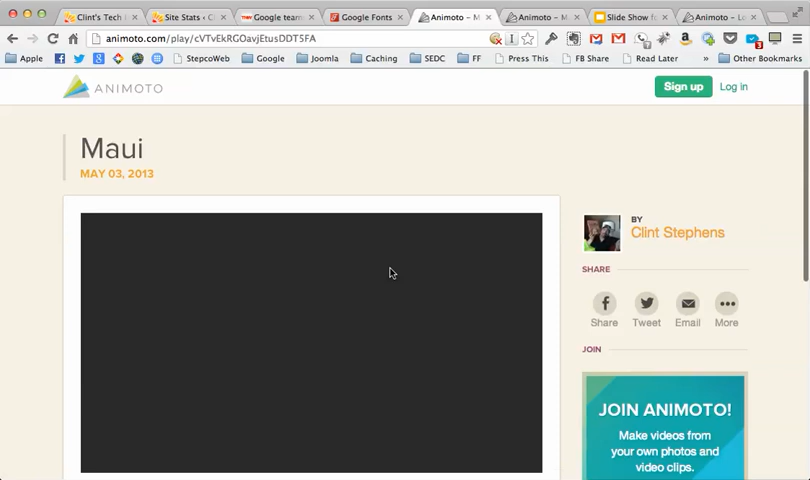 Clint's Tech
Site Stats ‹ C
Google team
Google Fonts
Animoto – M
Animoto – M
Slide Show fo
Animoto – Lo
animoto.com/play/cVTvEkRGOavjEtusDDT5FA
Apple
StepcoWeb
Google
Joomla
Caching
SEDC
FF
Press This
FB Share
Read Later
»
Other Bookmarks
ANIMOTO
Sign up
Log in
Maui
MAY 03, 2013
BY
Clint Stephens
SHARE
Share
Tweet
Email
More
JOIN
JOIN ANIMOTO!
Make videos from
your own photos and
video clips.